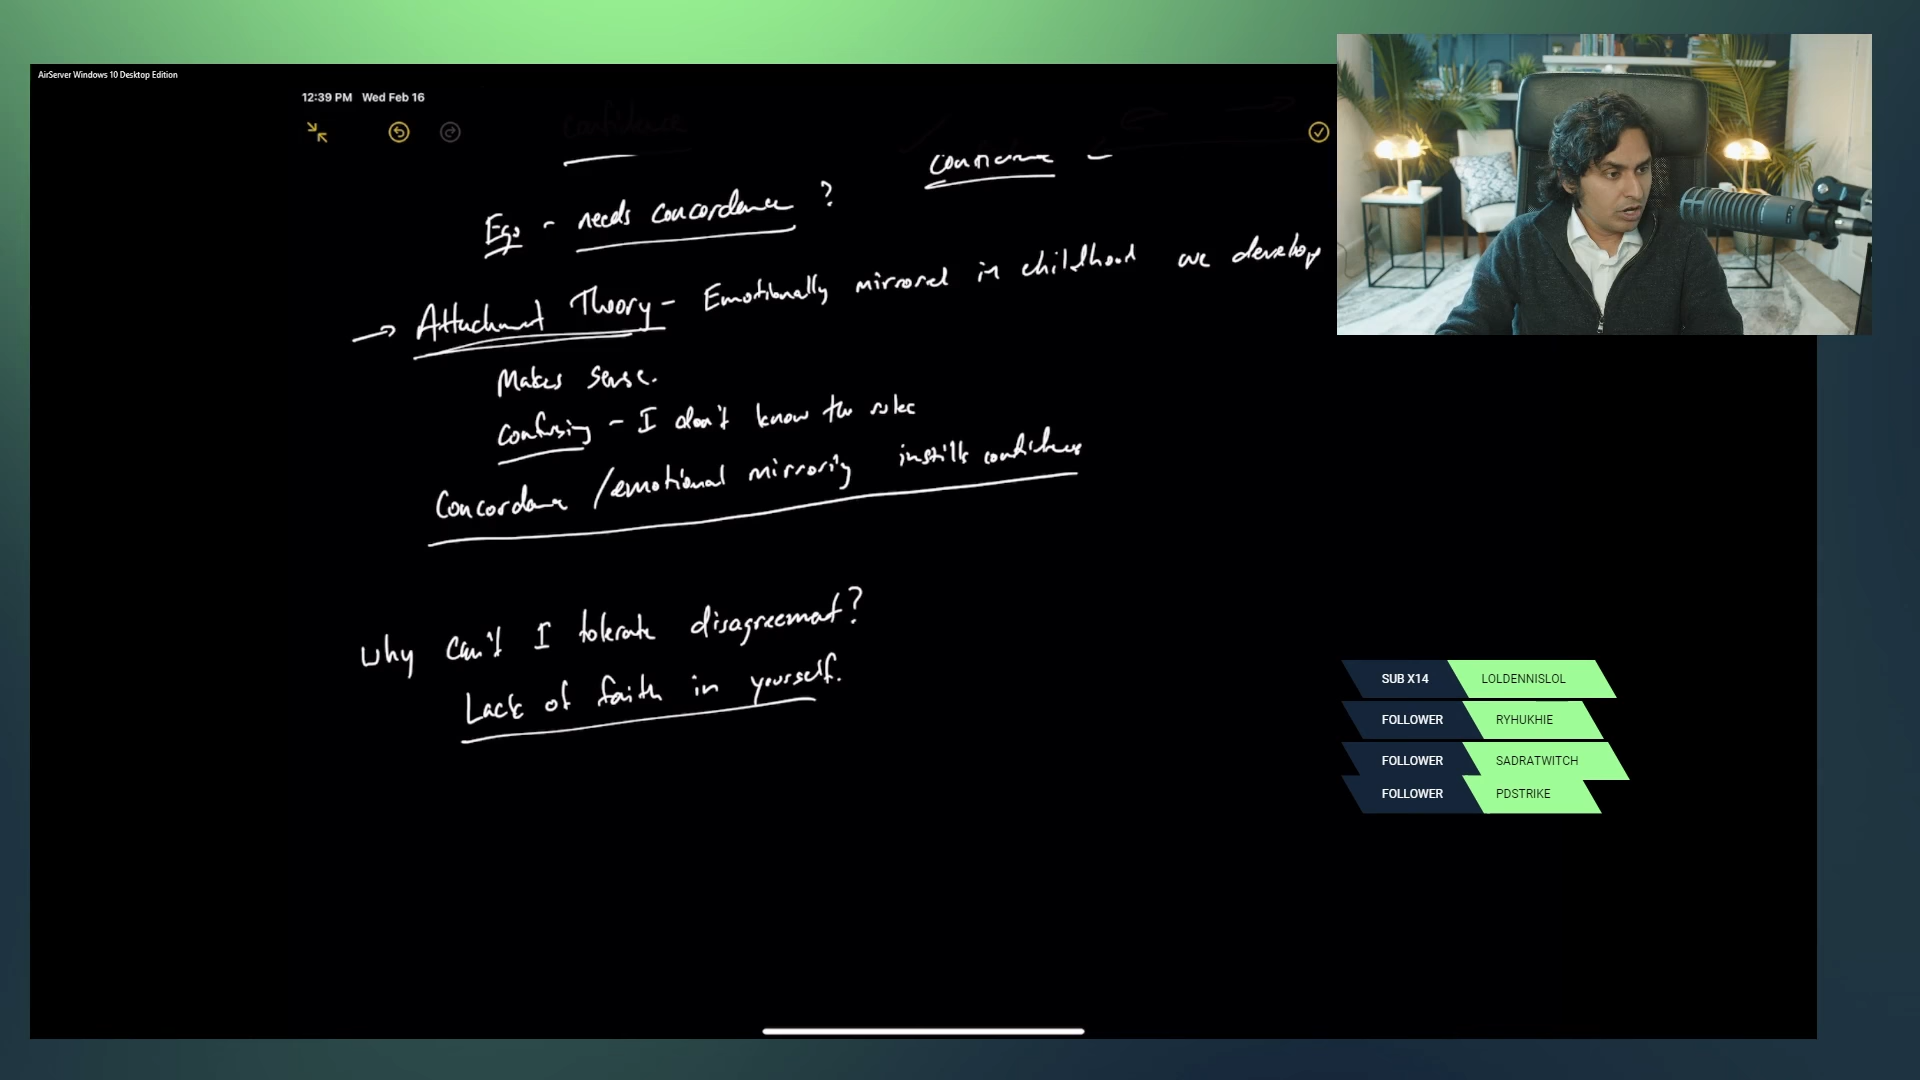 AirServer Windows 10 Desktop Edition
12:39 PM Wed Feb 16
confidence
Ego - needs concordance ?
→ Attachment Theory - Emotionally mirrored in childhood we develop
Makes sense.
Confusing - I don't know the rules
Concordance / emotional mirroring instills confidence
Why can't I tolerate disagreement?
Lack of faith in yourself.
SUB X14 LOLDENNISLOL
FOLLOWER RYHUKHIE
FOLLOWER SADRATWITCH
FOLLOWER PDSTRIKE